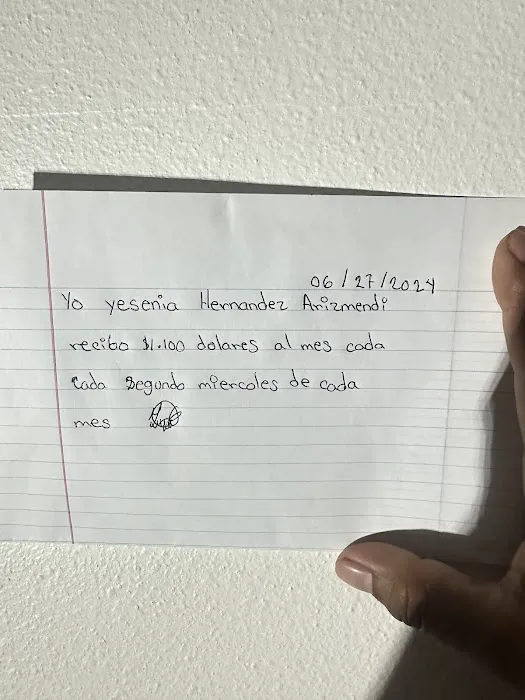 06/27/2024
Yo yesenia Hernandez Arizmendi
recibo $1.100 dolares al mes cada
cada segundo miercoles de cada
mes